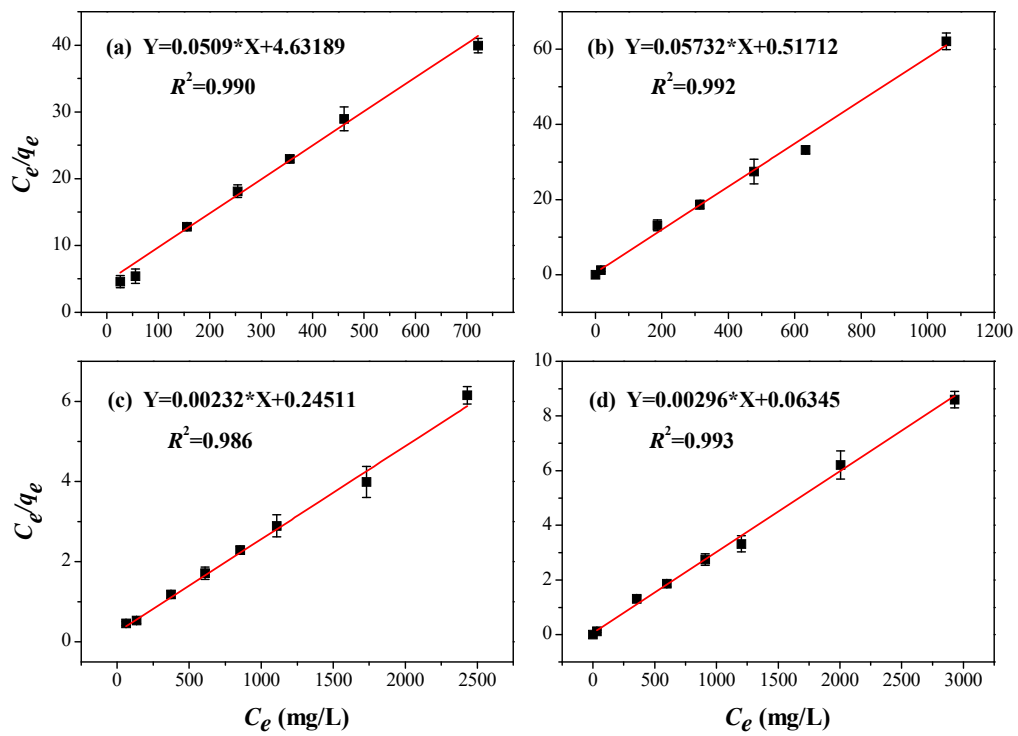 (a) Y=0.0509*X+4.63189
R²=0.990
40
30
20
10
0
0 100 200 300 400 500 600 700
Ce/qe
(b) Y=0.05732*X+0.51712
R²=0.992
60
40
20
0
0 200 400 600 800 1000 1200
(c) Y=0.00232*X+0.24511
R²=0.986
6
4
2
0
0 500 1000 1500 2000 2500
Ce/qe
Ce (mg/L)
(d) Y=0.00296*X+0.06345
R²=0.993
10
8
6
4
2
0
0 500 1000 1500 2000 2500 3000
Ce (mg/L)